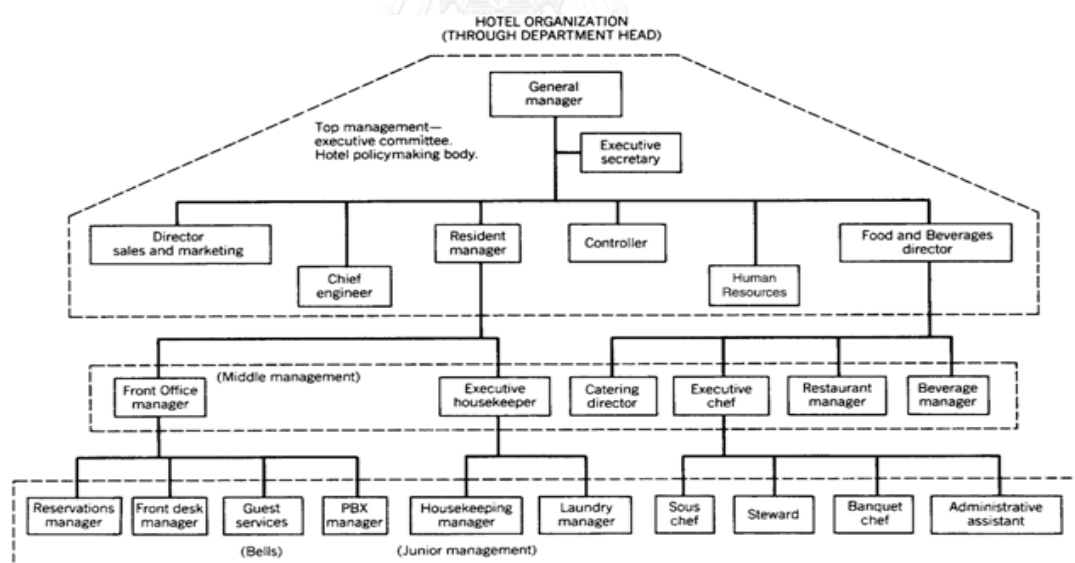 HOTEL ORGANIZATION
(THROUGH DEPARTMENT HEAD)
General
manager
Top management—
executive committee.
Hotel policymaking body.
Executive
secretary
Director
sales and marketing
Resident
manager
Controller
Food and Beverages
director
Chief
engineer
Human
Resources
(Middle management)
Front Office
manager
Executive
housekeeper
Catering
director
Executive
chef
Restaurant
manager
Beverage
manager
Reservations
manager
Front desk
manager
Guest
services
PBX
manager
Housekeeping
manager
Laundry
manager
Sous
chef
Steward
Banquet
chef
Administrative
assistant
(Bells)
(Junior management)